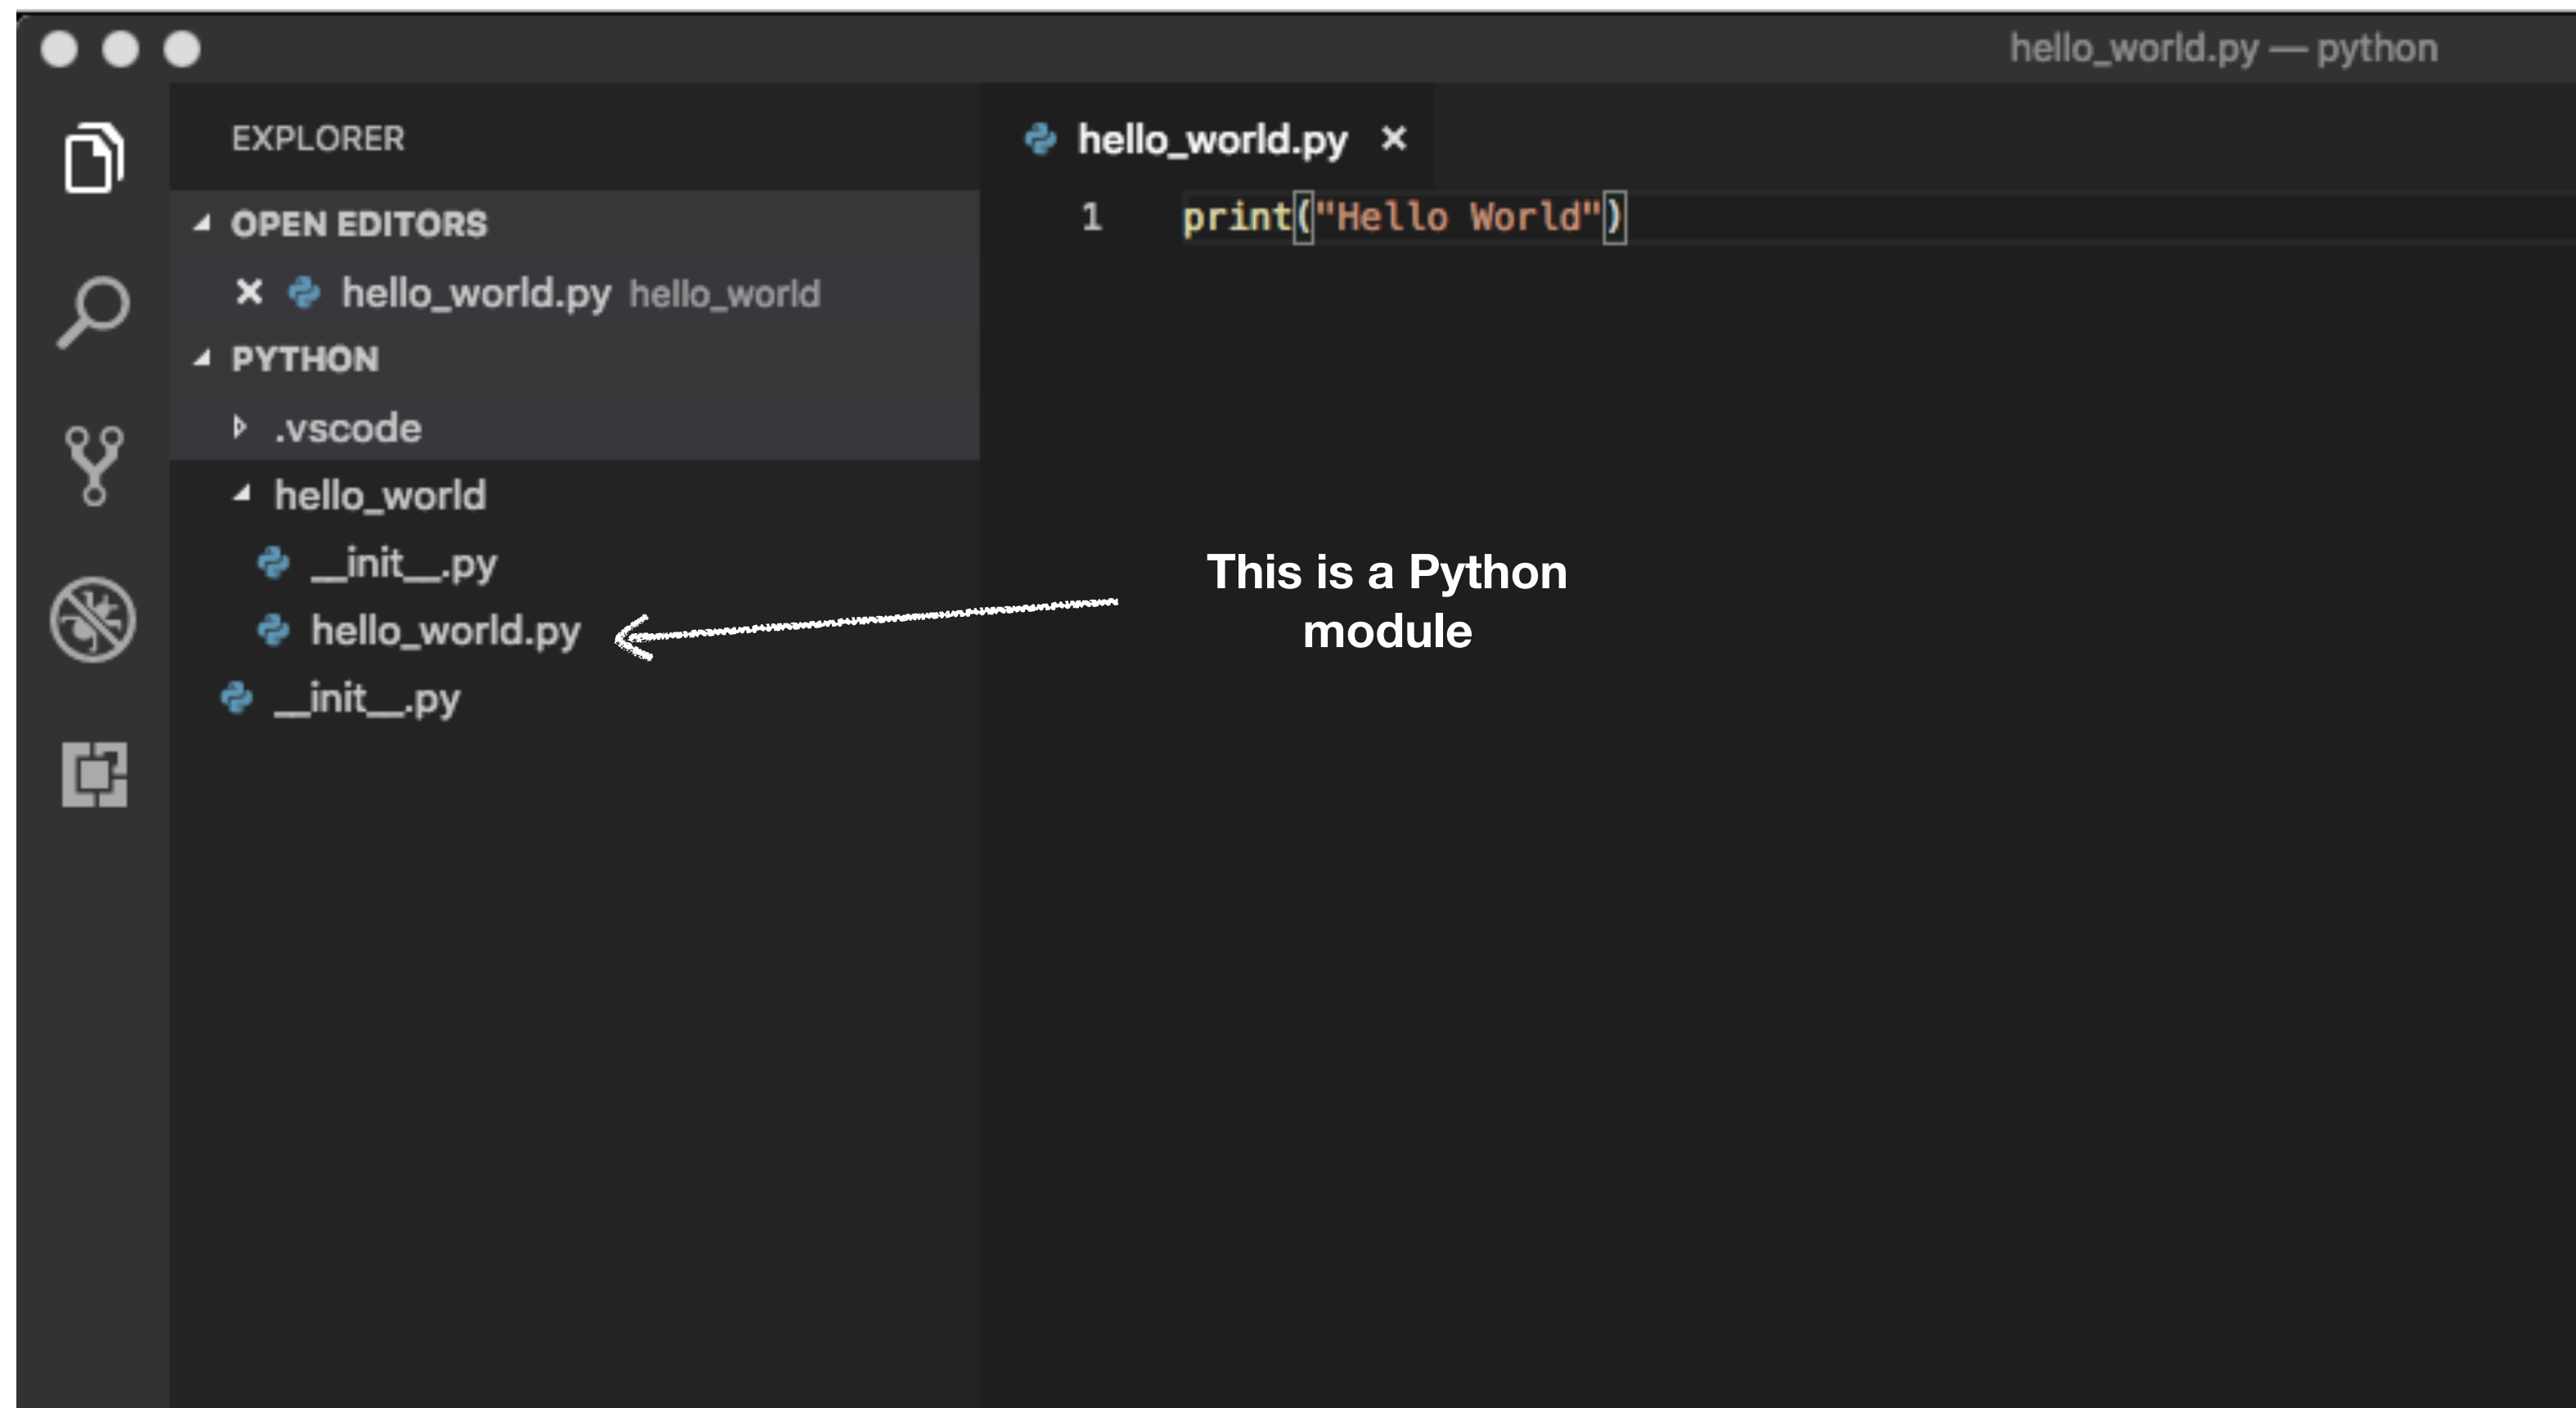 hello_world.py — python
EXPLORER
OPEN EDITORS
hello_world.py hello_world
PYTHON
.vscode
hello_world
__init__.py
hello_world.py
__init__.py
hello_world.py
1 print("Hello World")
This is a Python
module